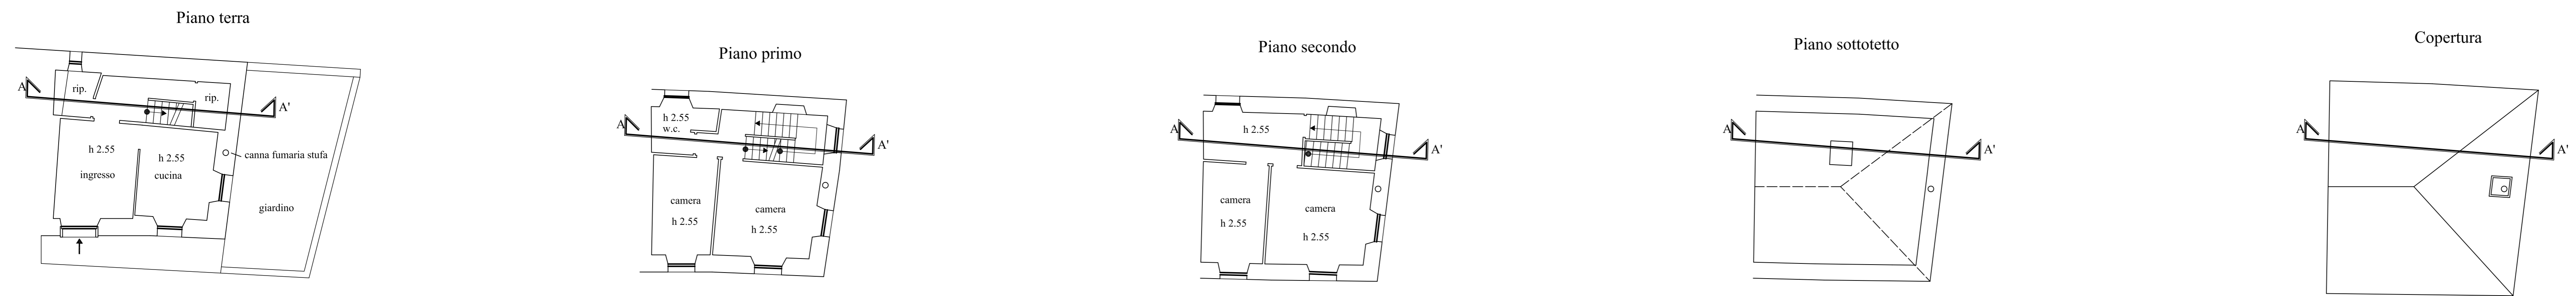 Piano terra
A
rip.
rip.
A'
h 2.55
ingresso
h 2.55
cucina
canna fumaria stufa
giardino
Piano primo
A
h 2.55
w.c.
A'
camera
h 2.55
camera
h 2.55
Piano secondo
A
h 2.55
A'
camera
h 2.55
camera
h 2.55
Piano sottotetto
A
A'
Copertura
A
A'